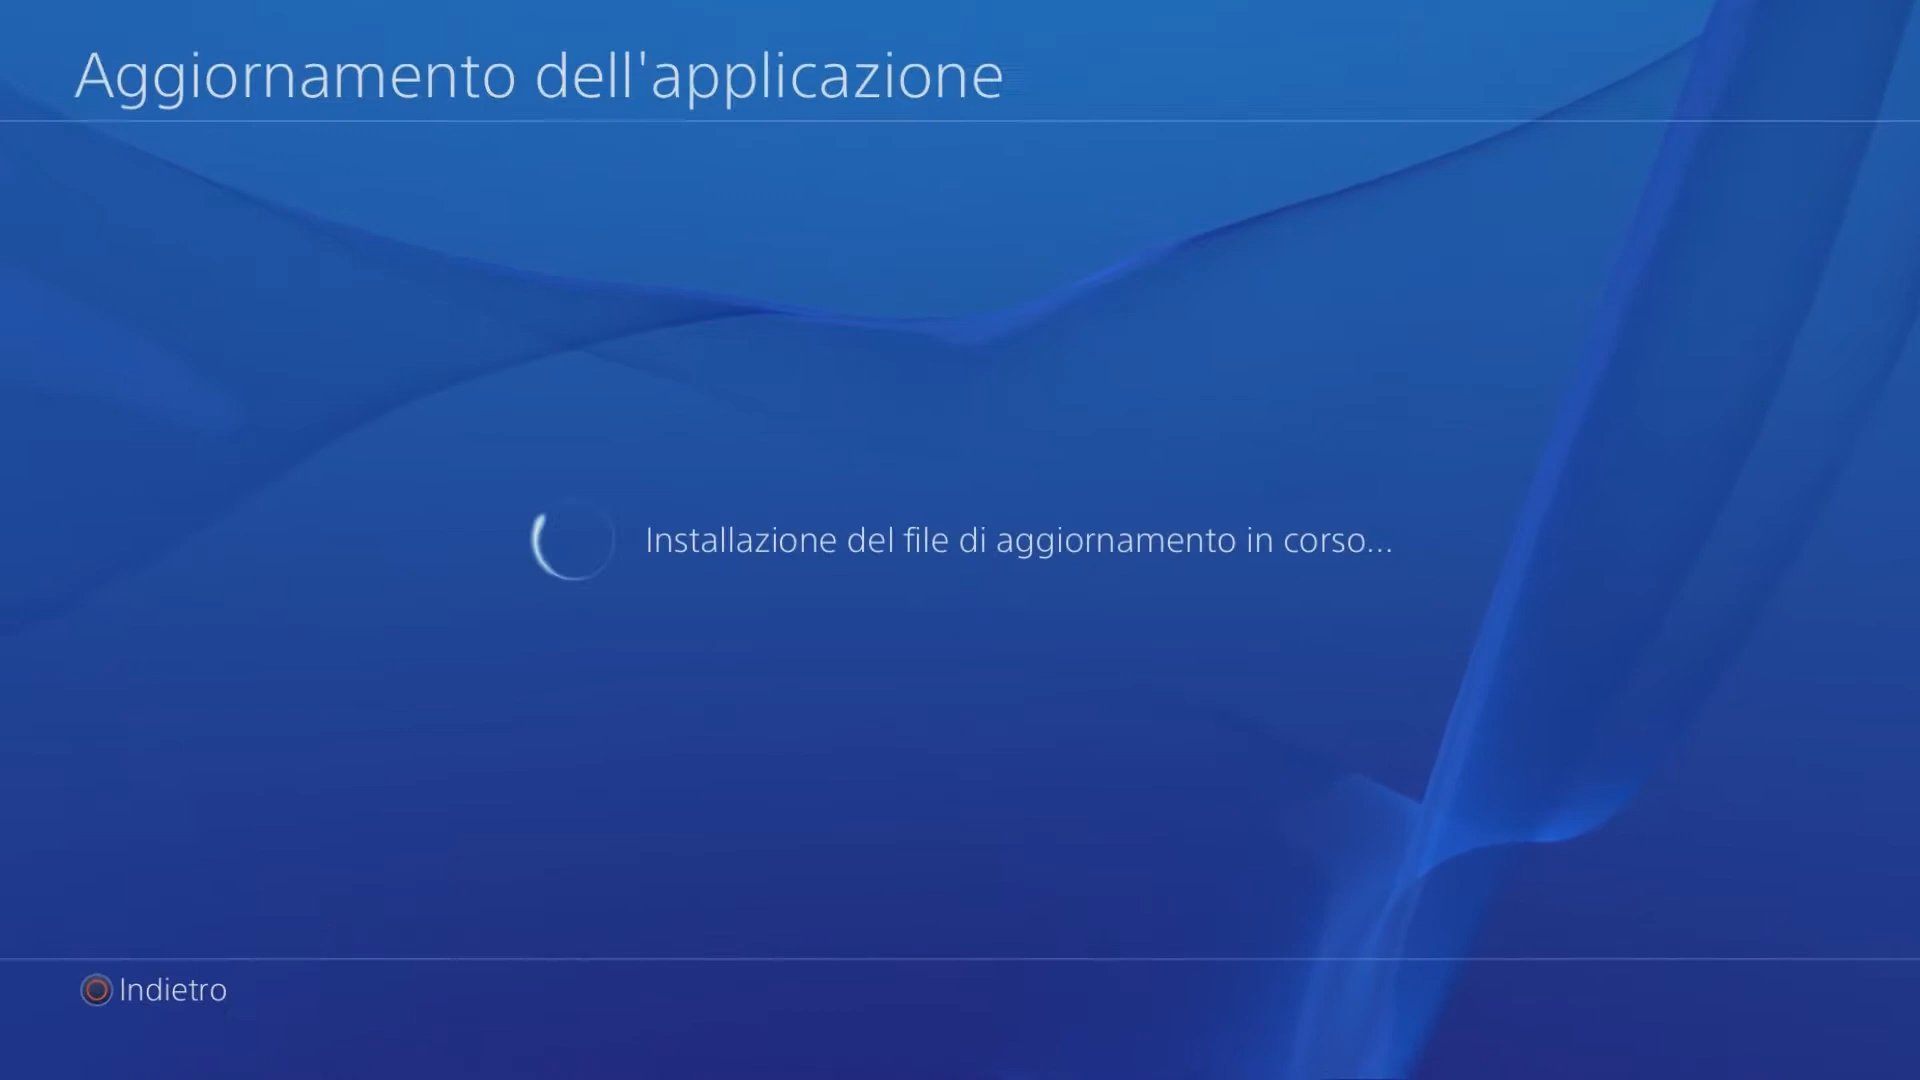 Aggiornamento dell'applicazione
Installazione del file di aggiornamento in corso...
Indietro